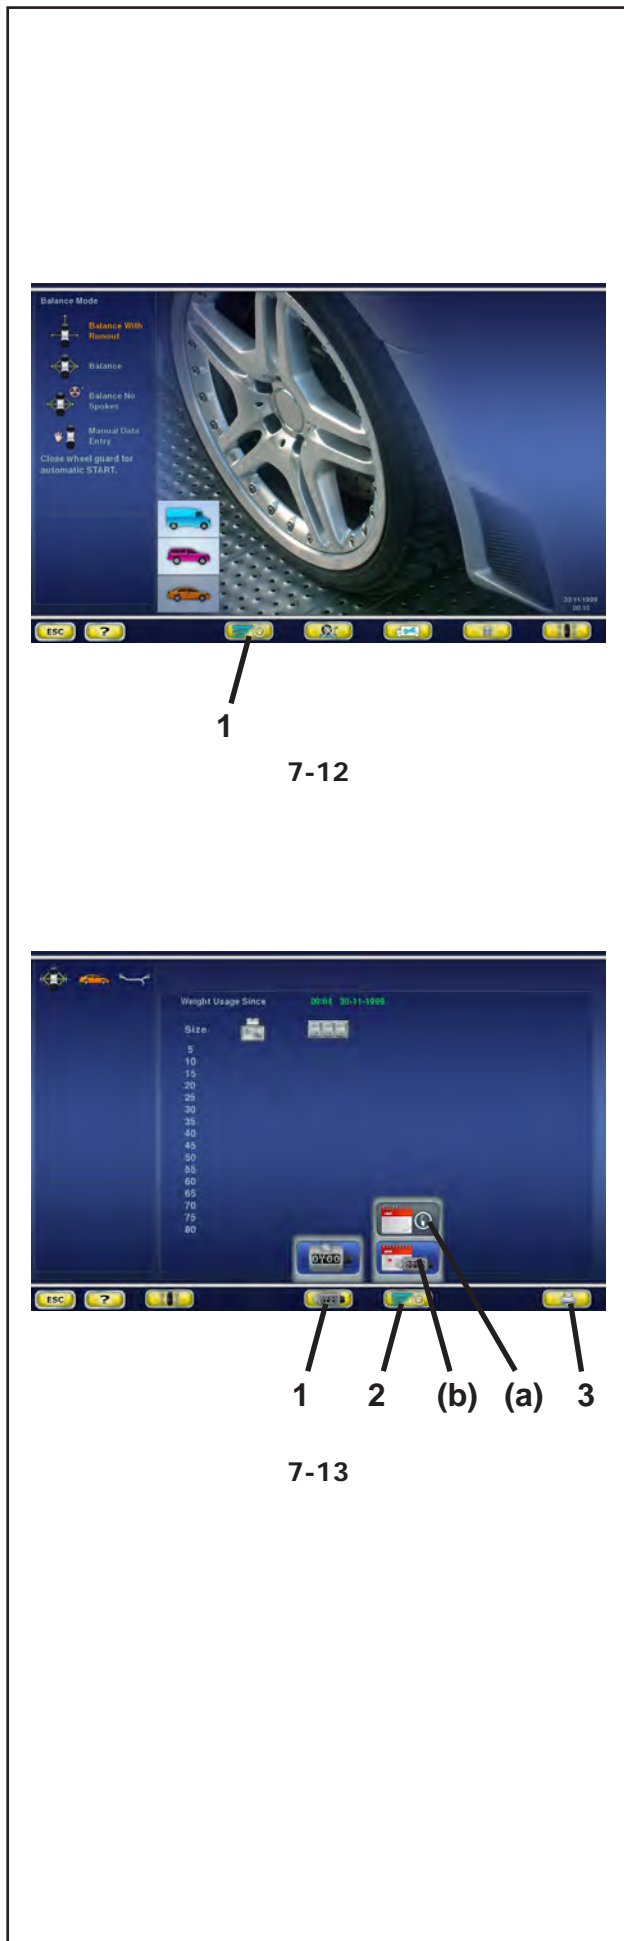 Balance Mode
Balance With
Runout
Balance
Balance No
Spokes
Manual Data
Entry
Close wheel guard for
automatic START.
30-11-1999
00:10
ESC ?
1
7-12
Weight Usage Since 00:04 30-11-1999
Size
5
10
15
20
25
30
35
40
45
50
55
60
65
70
75
80
ESC ?
1 2 (b) (a) 3
7-13